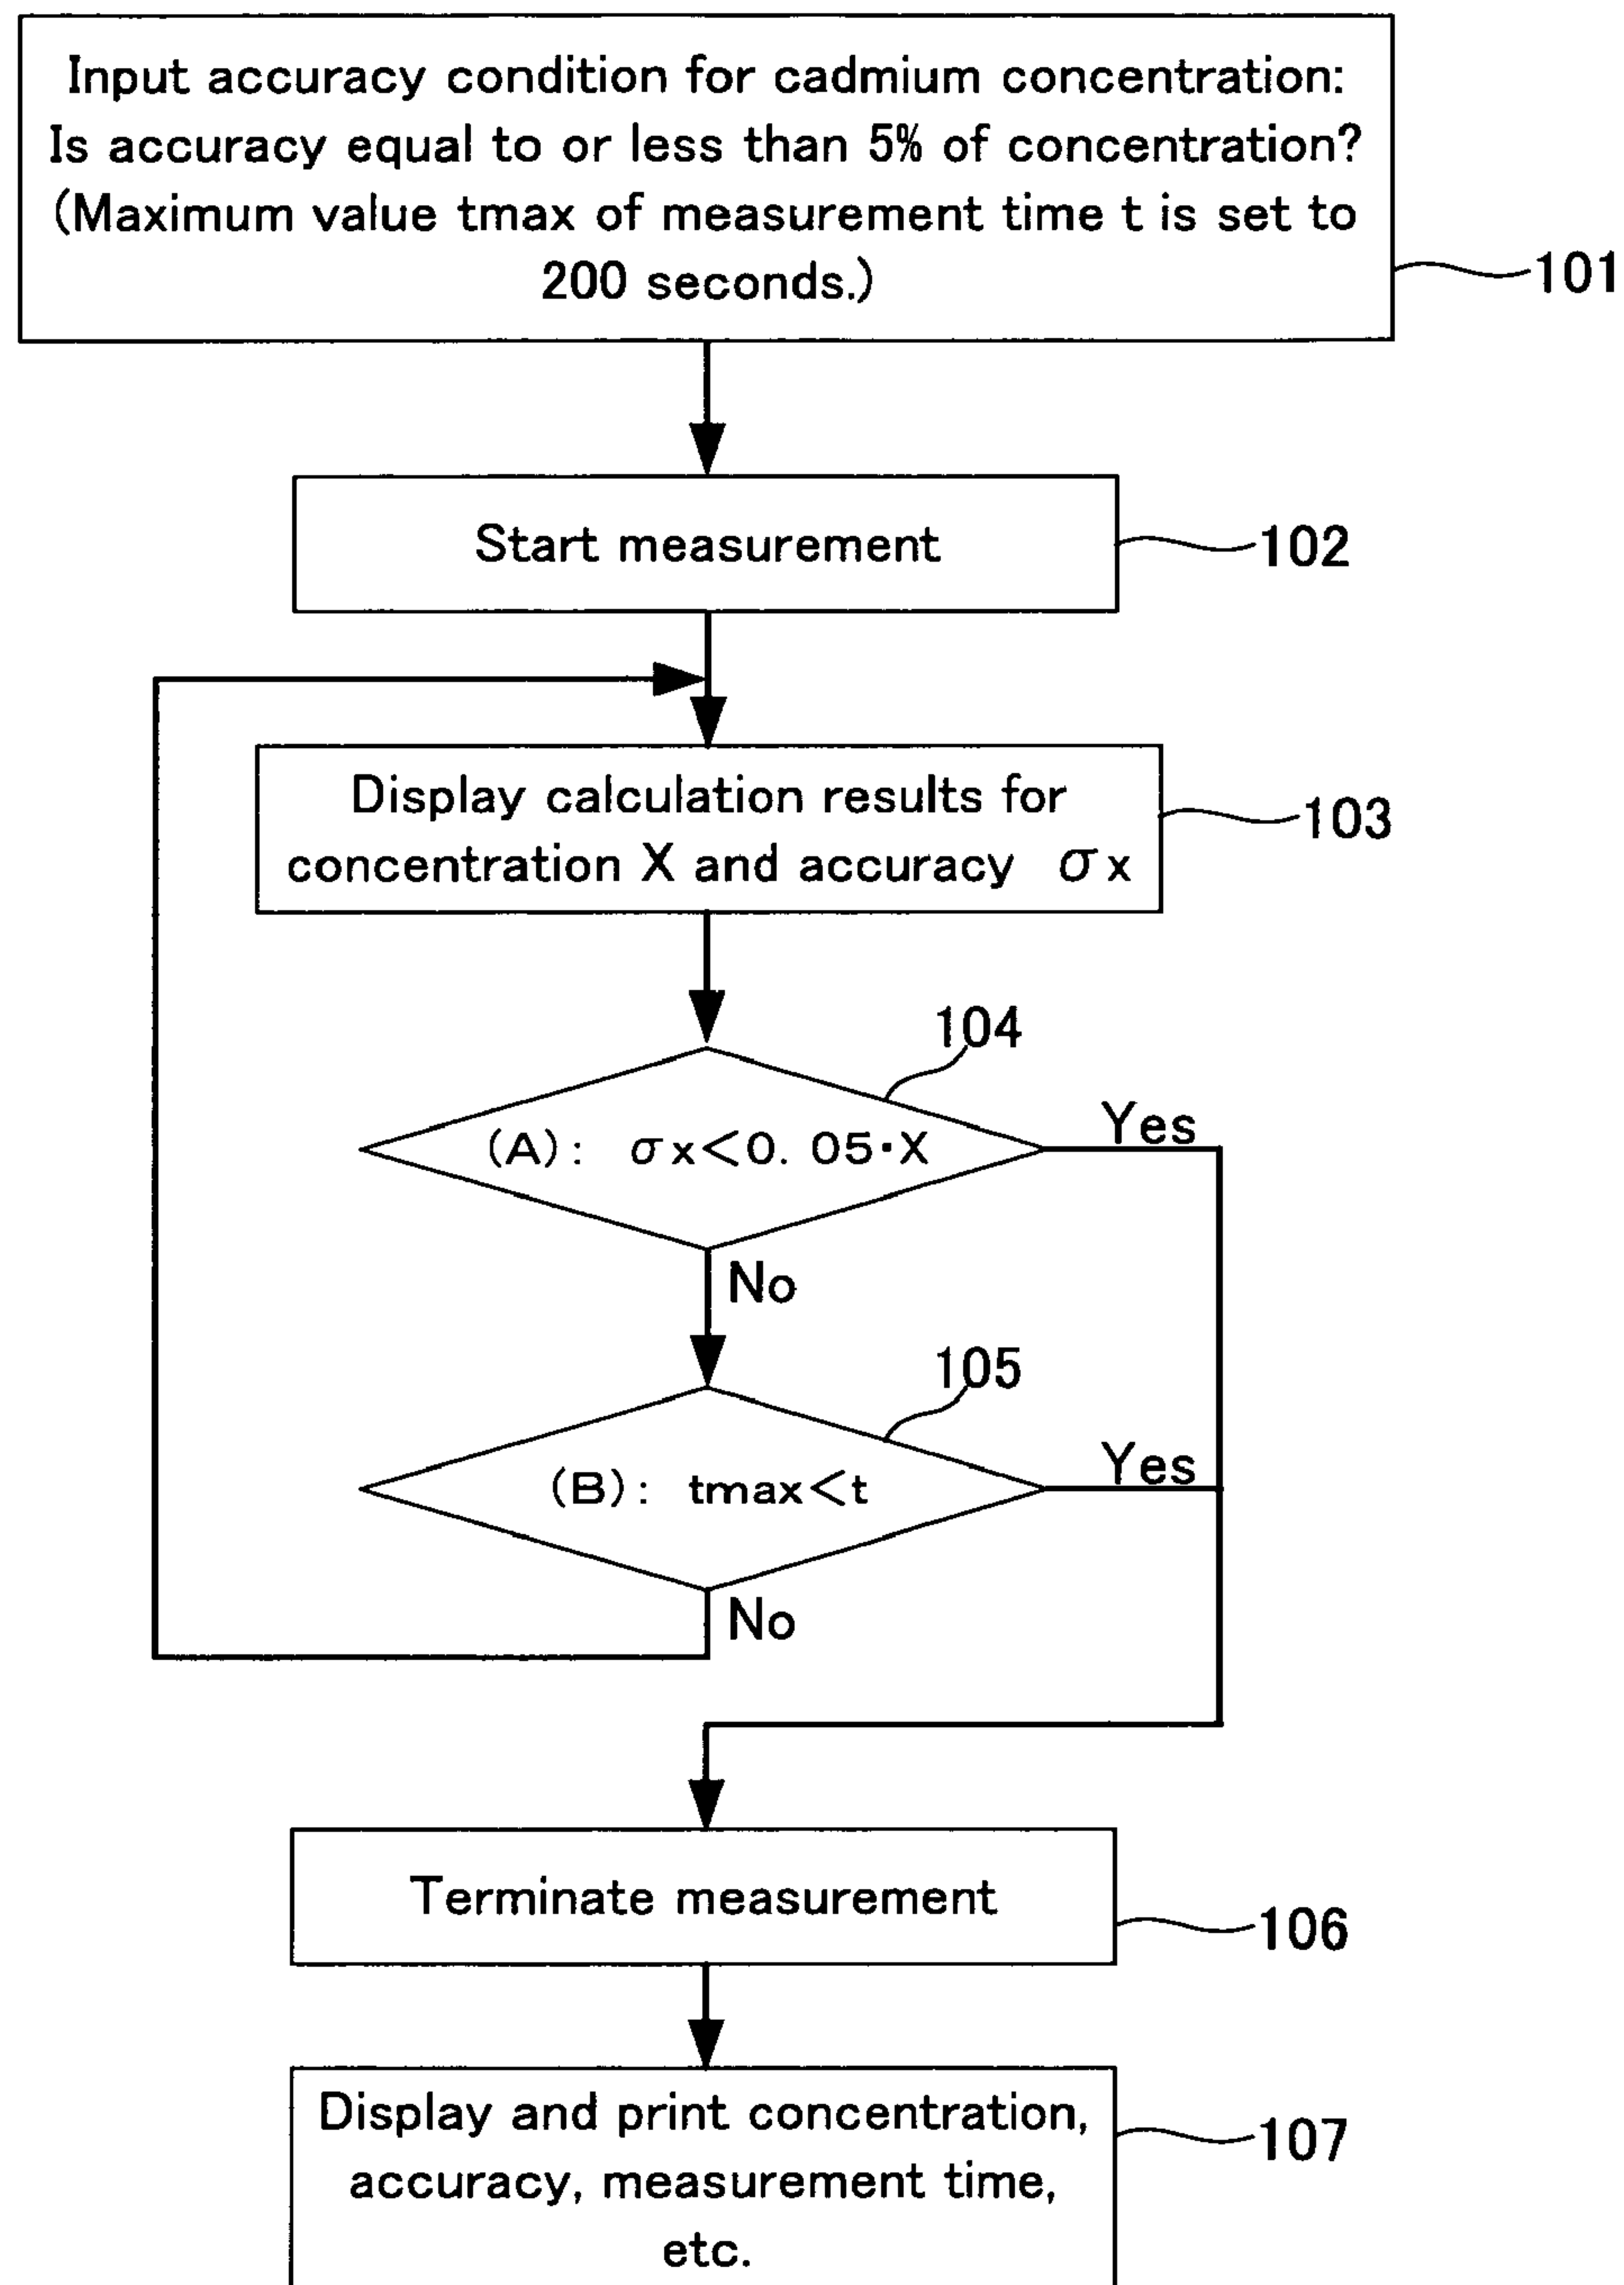 Input accuracy condition for cadmium concentration:
Is accuracy equal to or less than 5% of concentration?
(Maximum value tmax of measurement time t is set to
200 seconds.)
101
Start measurement
102
Display calculation results for
concentration X and accuracy σx
103
104
(A): σx<0.05・X
Yes
No
105
(B): tmax<t
Yes
No
Terminate measurement
106
Display and print concentration,
accuracy, measurement time,
etc.
107